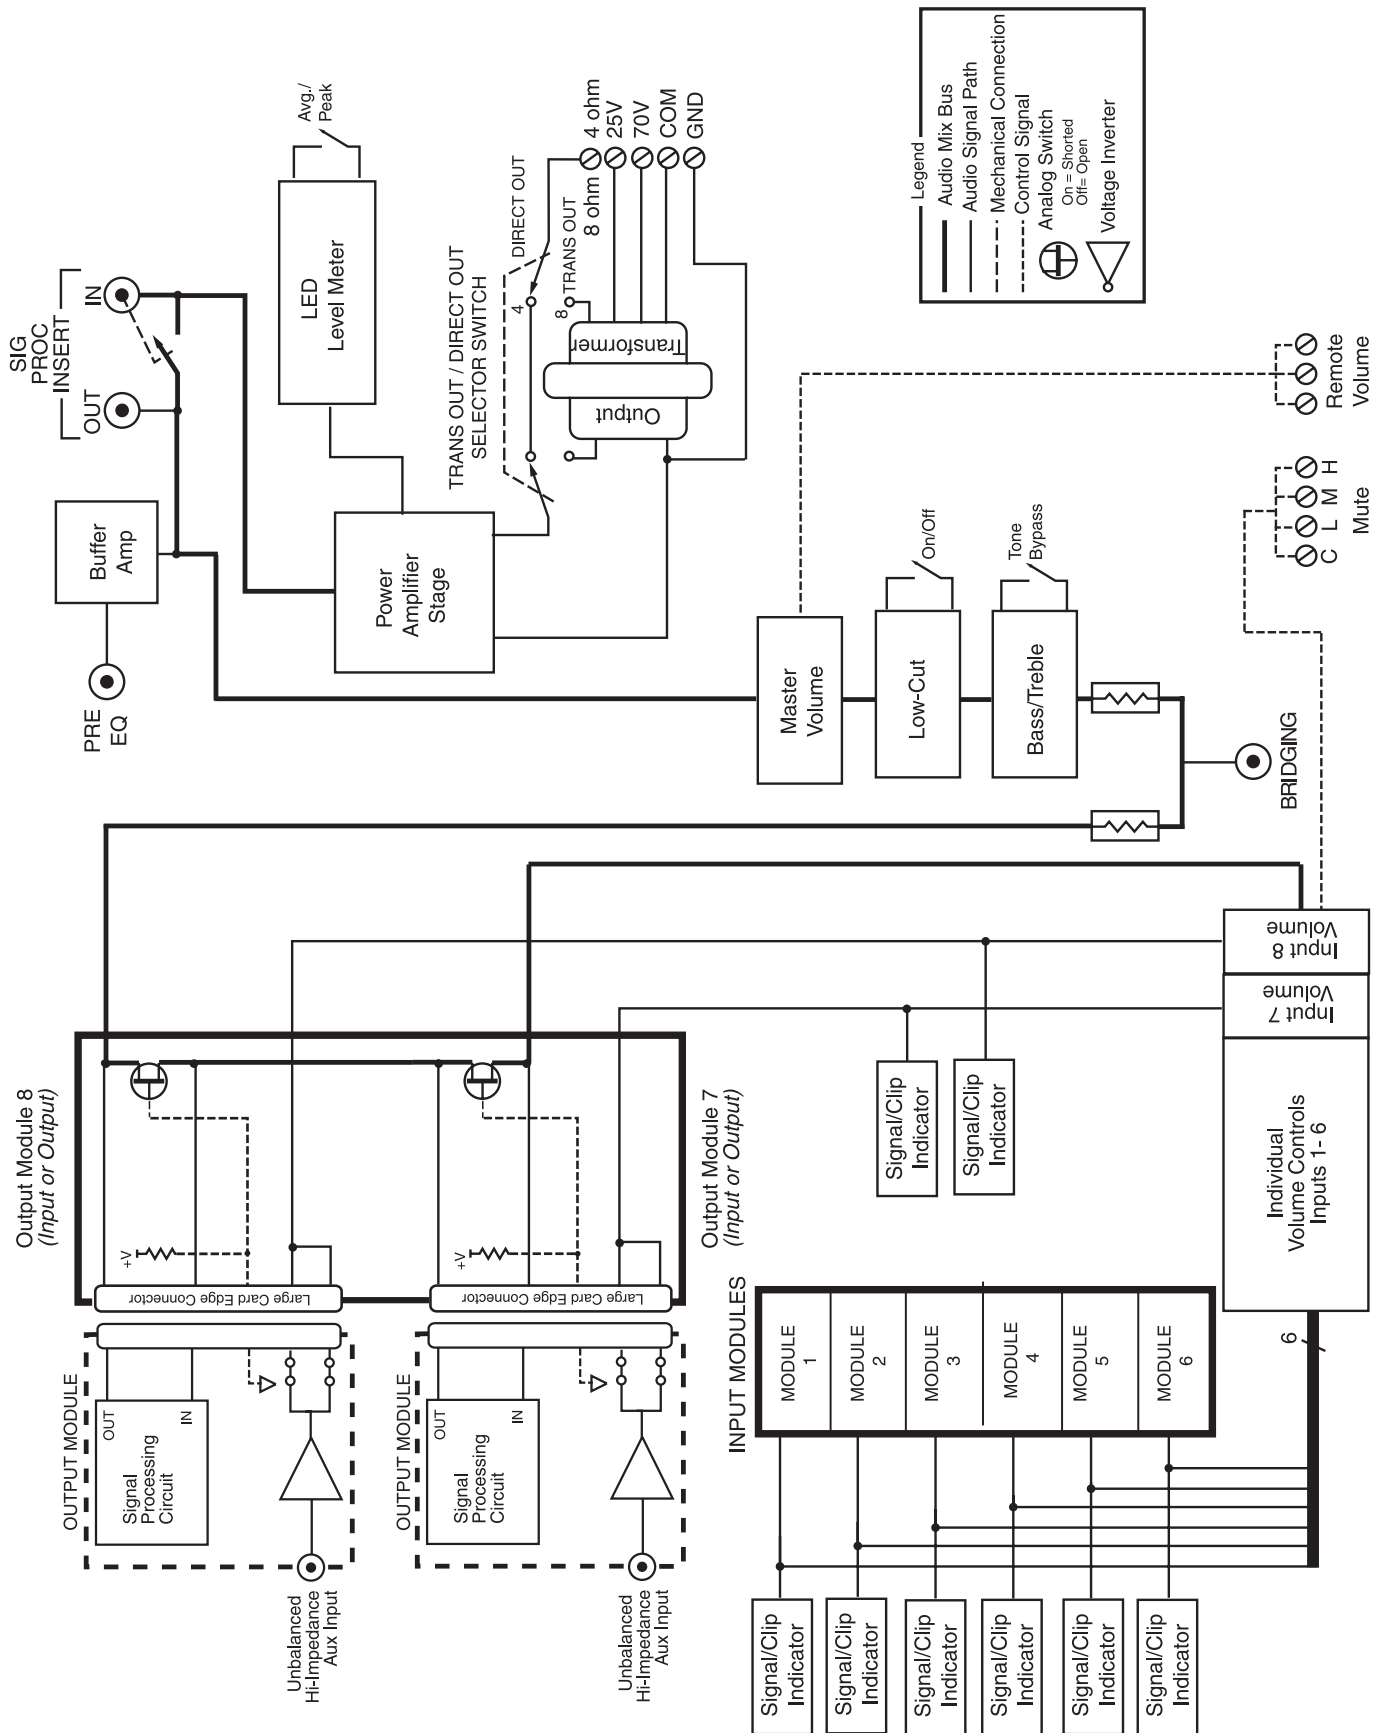 SIG
PROC
INSERT
OUT
IN
Buffer
Amp
PRE
EQ
Avg./
Peak
LED
Level Meter
Power
Amplifier
Stage
TRANS OUT / DIRECT OUT
SELECTOR SWITCH
DIRECT OUT
4
8
TRANS OUT
8 ohm
4 ohm
25V
70V
COM
GND
Output
Transformer
Legend
Audio Mix Bus
Audio Signal Path
Mechanical Connection
Control Signal
Analog Switch
On = Shorted
Off= Open
Voltage Inverter
Master
Volume
Low-Cut
On/Off
Bass/Treble
Tone
Bypass
BRIDGING
Remote
Volume
C
L
M
H
Mute
Output Module 8
(Input or Output)
+V
Large Card Edge Connector
Output Module 7
(Input or Output)
+V
Large Card Edge Connector
OUTPUT MODULE
OUT
IN
Signal
Processing
Circuit
Unbalanced
Hi-Impedance
Aux Input
OUTPUT MODULE
OUT
IN
Signal
Processing
Circuit
Unbalanced
Hi-Impedance
Aux Input
Signal/Clip
Indicator
Signal/Clip
Indicator
Input 8
Volume
Input 7
Volume
Individual
Volume Controls
Inputs 1- 6
6
INPUT MODULES
MODULE
1
MODULE
2
MODULE
3
MODULE
4
MODULE
5
MODULE
6
Signal/Clip
Indicator
Signal/Clip
Indicator
Signal/Clip
Indicator
Signal/Clip
Indicator
Signal/Clip
Indicator
Signal/Clip
Indicator